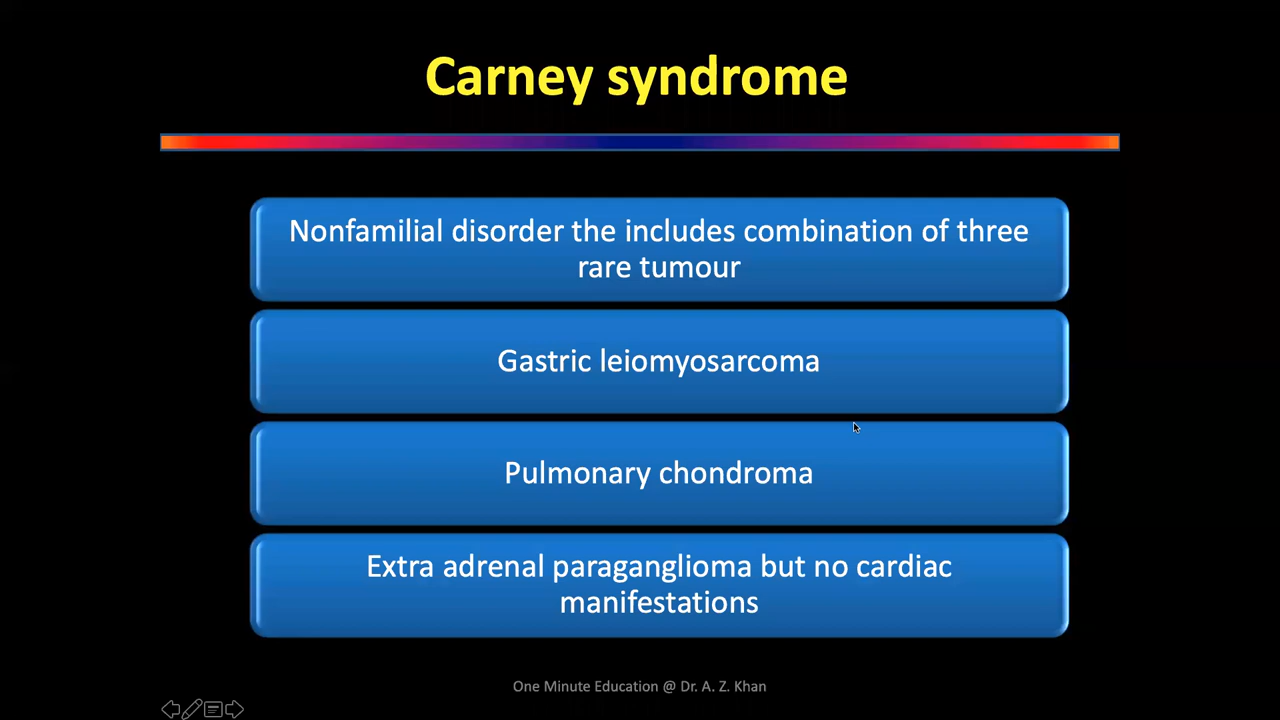 Carney syndrome
Nonfamilial disorder the includes combination of three
rare tumour
Gastric leiomyosarcoma
Pulmonary chondroma
Extra adrenal paraganglioma but no cardiac
manifestations
One Minute Education @ Dr. A. Z. Khan